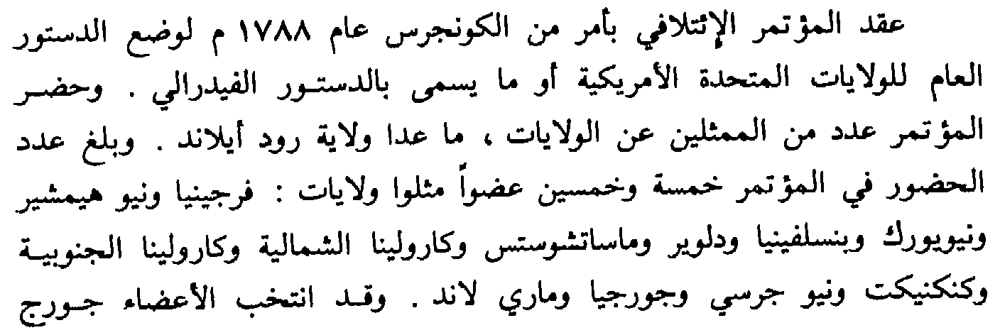 عقد المؤتمر الإئتلافي بأمر من الكونجرس عام ١٧٨٨ م لوضع الدستور
العام للولايات المتحدة الأمريكية أو ما يسمى بالدستور الفيدرالي . وحضر
المؤتمر عدد من الممثلين عن الولايات ، ما عدا ولاية رود أيلاند . وبلغ عدد
الحضور في المؤتمر خمسة وخمسين عضواً مثلوا ولايات : فرجينيا ونيو هيمشير
ونيويورك وبنسلفينيا ودلوير وماساتشوستس وكارولينا الشمالية وكارولينا الجنوبية
وكنكنيكت ونيو جرسي وجورجيا وماري لاند . وقد انتخب الأعضاء جورج